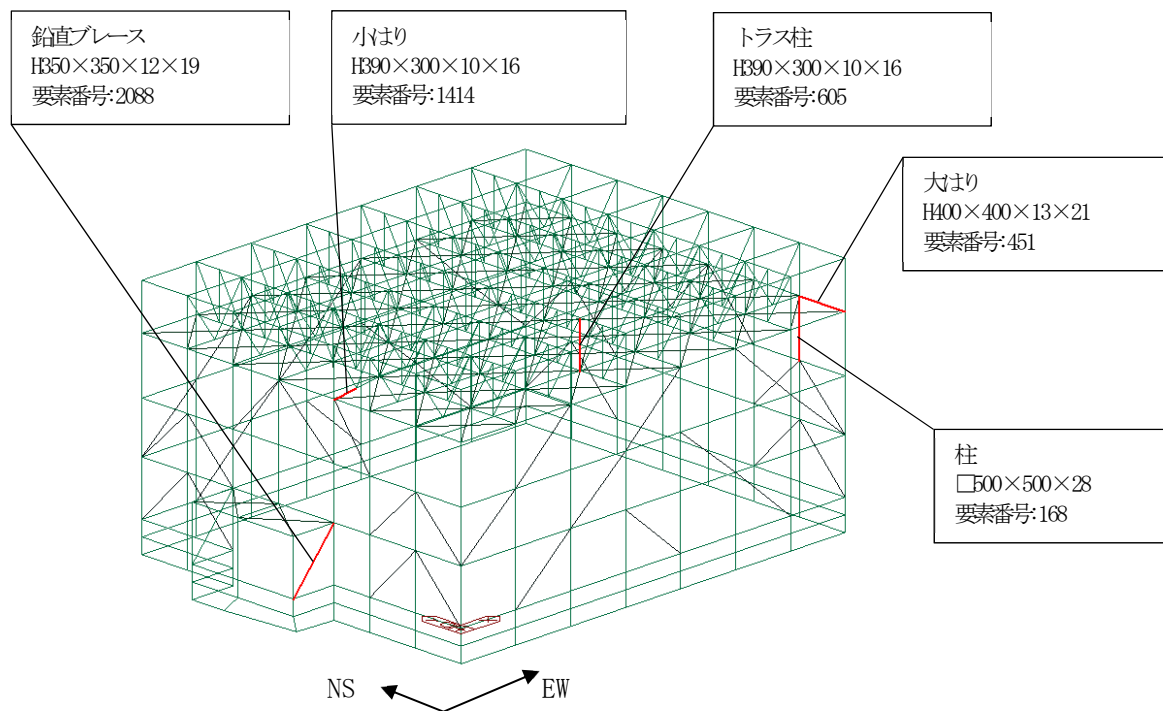 鉛直ブレース
H350×350×12×19
要素番号:2088
小はり
H390×300×10×16
要素番号:1414
トラス柱
H390×300×10×16
要素番号:605
大はり
H400×400×13×21
要素番号:451
柱
□500×500×28
要素番号:168
NS
EW